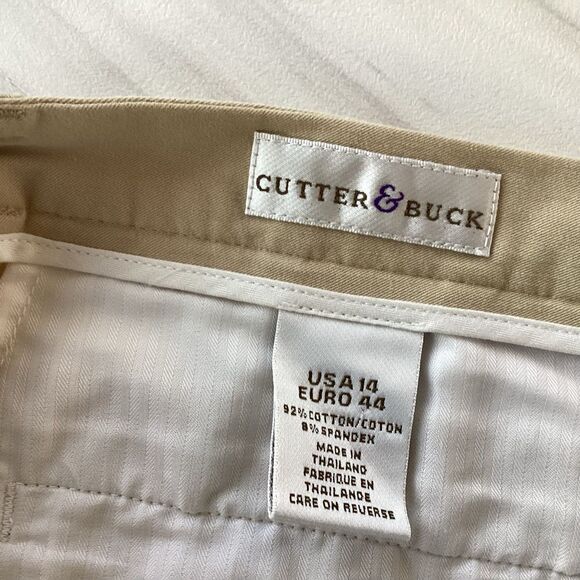 CUTTER & BUCK
USA 14
EURO 44
92% COTTON/COTON
8% SPANDEX
MADE IN
THAILAND
FABRIQUE EN
THAILANDE
CARE ON REVERSE